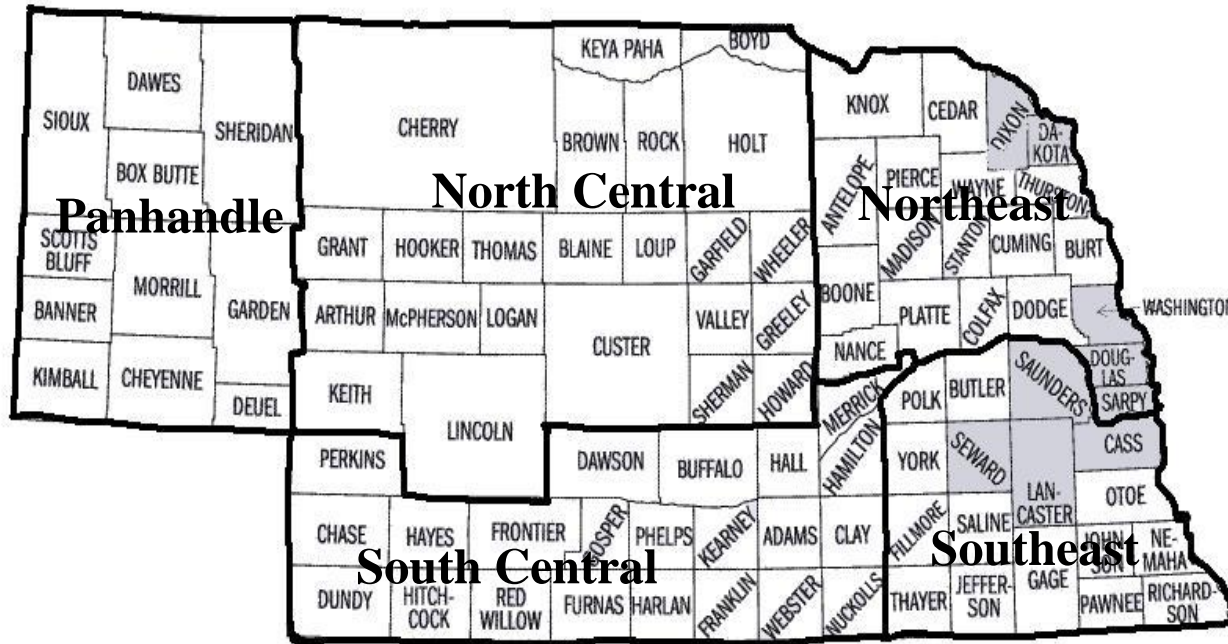 KEYA PAHA
BOYD
DAWES
SIOUX
SHERIDAN
CHERRY
BROWN
ROCK
HOLT
KNOX
CEDAR
DIXON
DA-
KOTA
BOX BUTTE
Panhandle
North Central
Northeast
ANTELOPE
PIERCE
WAYNE
THURSTON
SCOTTS
BLUFF
MORRILL
GARDEN
GRANT
HOOKER
THOMAS
BLAINE
LOUP
GARFIELD
WHEELER
MADISON
STANTON
CUMING
BURT
BANNER
ARTHUR
McPHERSON
LOGAN
CUSTER
VALLEY
GREELEY
BOONE
PLATTE
COLFAX
DODGE
WASHINGTON
KIMBALL
CHEYENNE
DEUEL
KEITH
LINCOLN
SHERMAN
HOWARD
NANCE
MERRICK
POLK
BUTLER
SAUNDERS
DOUG-
LAS
SARPY
PERKINS
DAWSON
BUFFALO
HALL
HAMILTON
YORK
SEWARD
LAN-
CASTER
CASS
OTOE
CHASE
HAYES
FRONTIER
GOSPER
PHELPS
KEARNEY
ADAMS
CLAY
FILLMORE
SALINE
JOHN-
SON
NE-
MAHA
South Central
Southeast
DUNDY
HITCH-
COCK
RED
WILLOW
FURNAS
HARLAN
FRANKLIN
WEBSTER
NUCKOLLS
THAYER
JEFFER-
SON
GAGE
PAWNEE
RICHARD-
SON